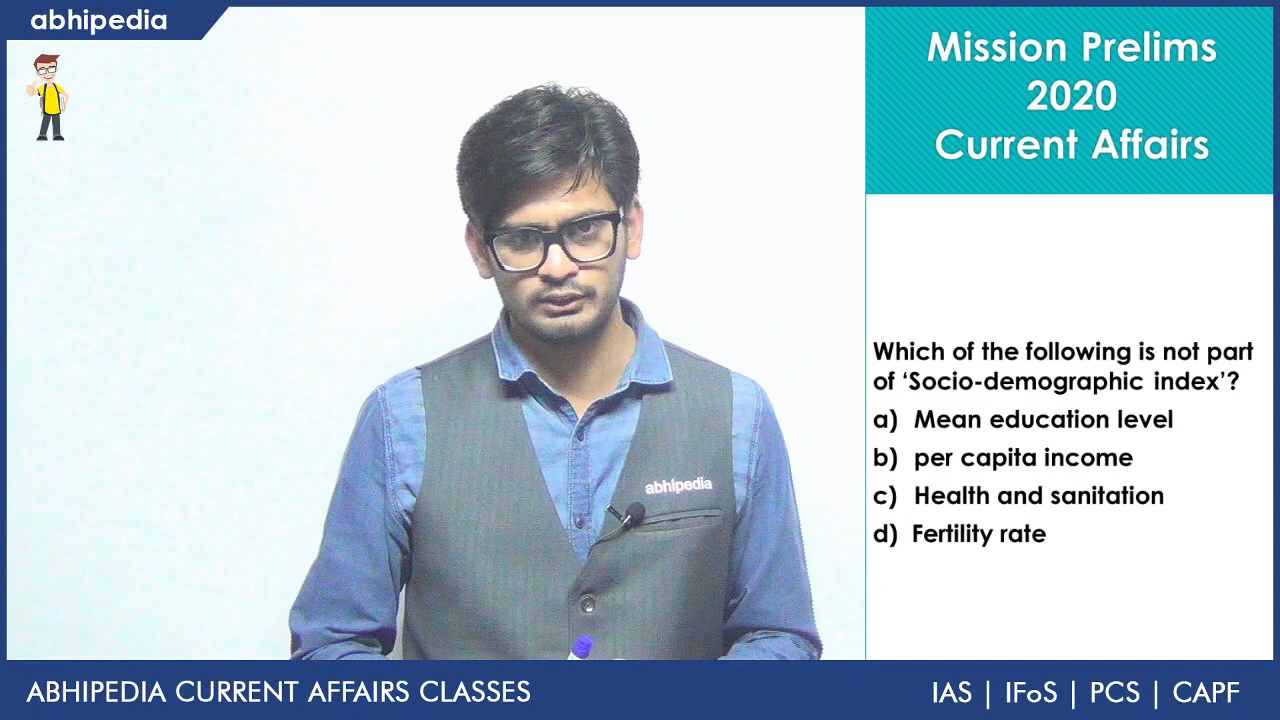 abhipedia
Mission Prelims
2020
Current Affairs
Which of the following is not part
of ‘Socio-demographic index’?
a) Mean education level
b) per capita income
c) Health and sanitation
d) Fertility rate
abhipedia
ABHIPEDIA CURRENT AFFAIRS CLASSES
IAS | IFoS | PCS | CAPF